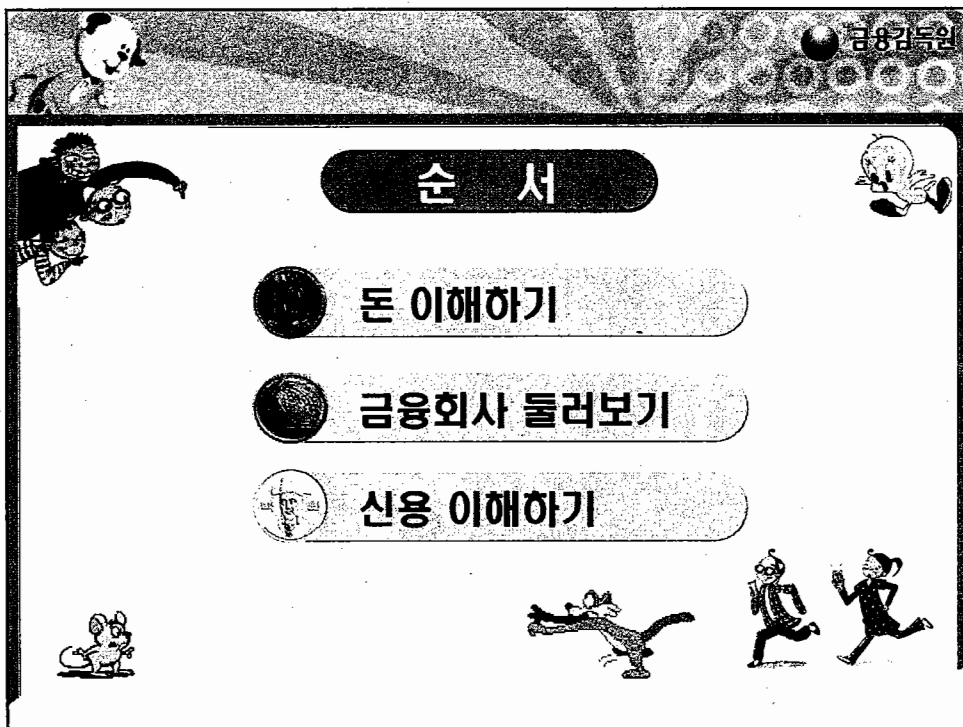 금융감독원
순 서
돈 이해하기
금융회사 둘러보기
신용 이해하기